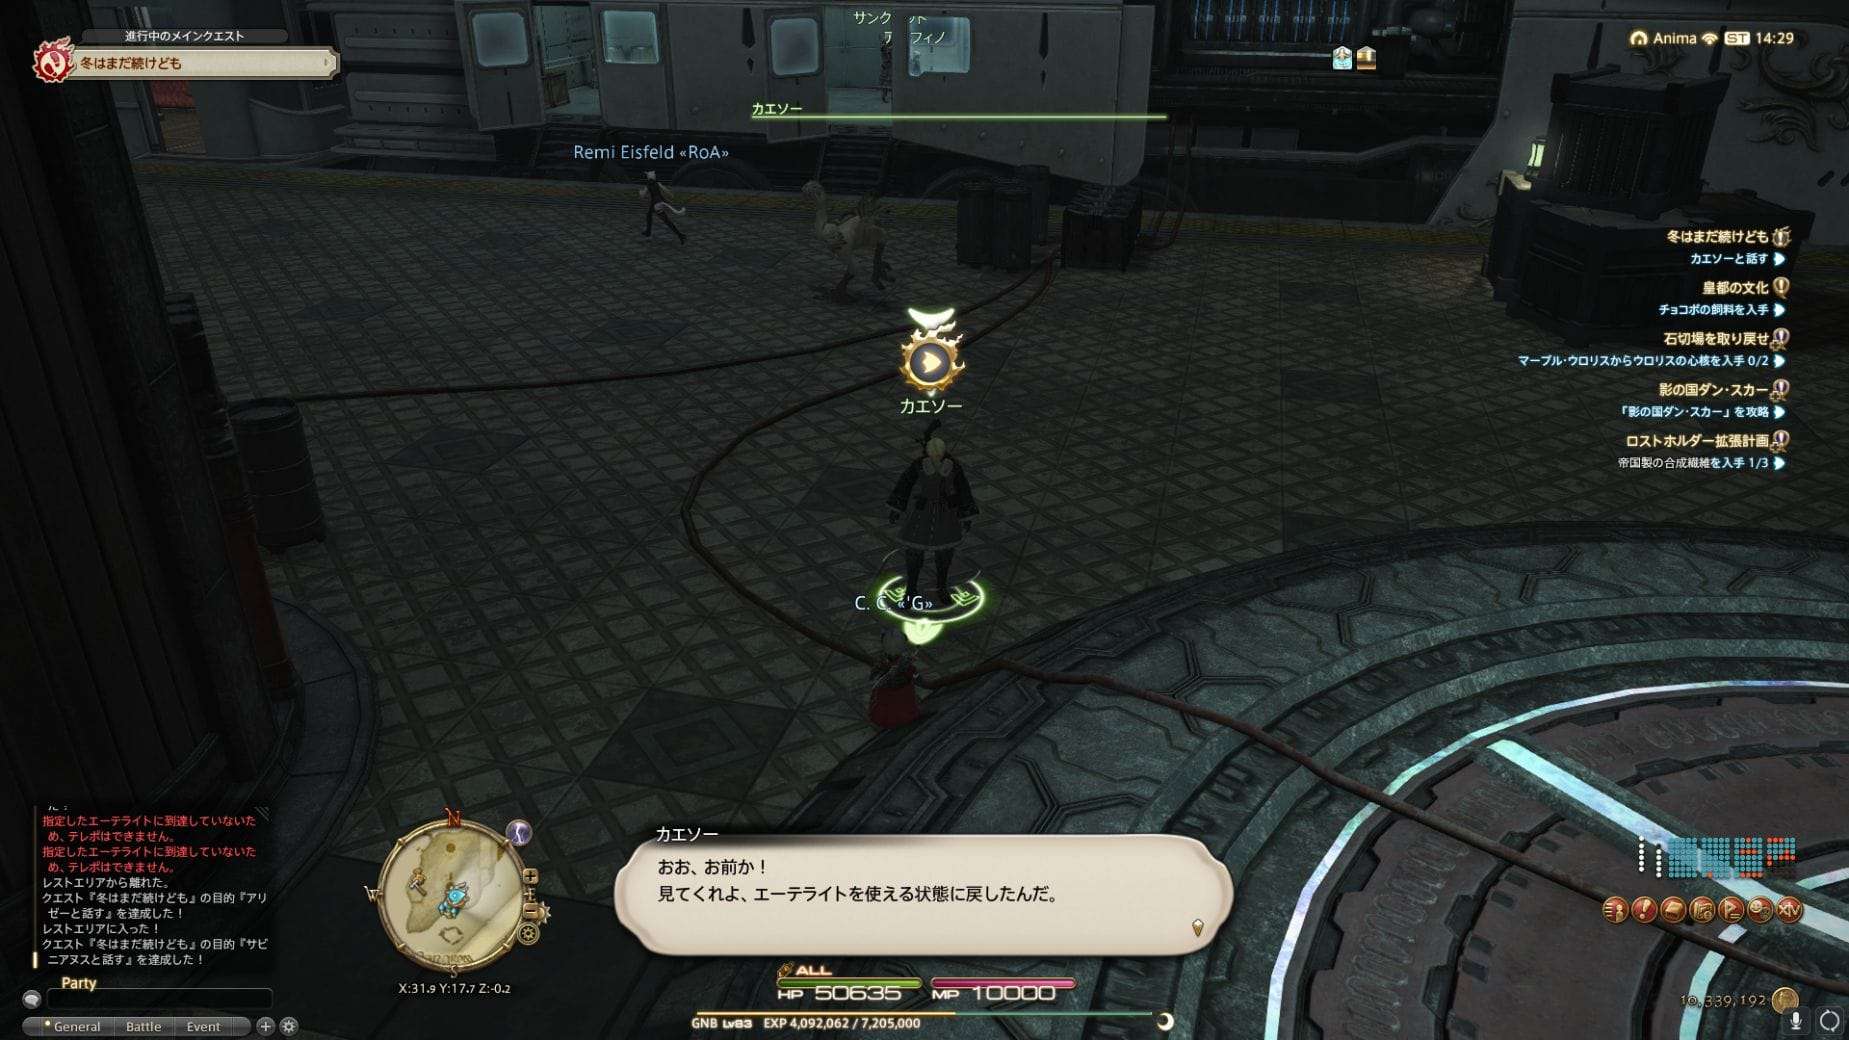 進行中のメインクエスト
冬はまだ続けども
サンク
フィノ
カエソー
Anima ST 14:29
Remi Eisfeld «RoA»
冬はまだ続けども
カエソーと話す
皇都の文化
チョコボの飼料を入手
石切場を取り戻せ
マーブル・ウロリスからウロリスの心核を入手 0/2
影の国ダン・スカー
「影の国ダン・スカー」を攻略
ロストホルダー拡張計画
帝国製の合成繊維を入手 1/3
カエソー
C. C. «'G»
カエソー
おお、お前か！
見てくれよ、エーテライトを使える状態に戻したんだ。
指定したエーテライトに到達していないた
め、テレポはできません。
指定したエーテライトに到達していないた
め、テレポはできません。
レストエリアから離れた。
クエスト『冬はまだ続けども』の目的『アリ
ゼーと話す』を達成した！
レストエリアに入った！
クエスト『冬はまだ続けども』の目的『サビ
ニアヌスと話す』を達成した！
Party
General Battle Event
N
W
E
S
X:31.9 Y:17.7 Z:-0.2
ALL
HP 50635 MP 10000
GNB Lv83 EXP 4,092,062 / 7,205,000
XIV
10,339,192